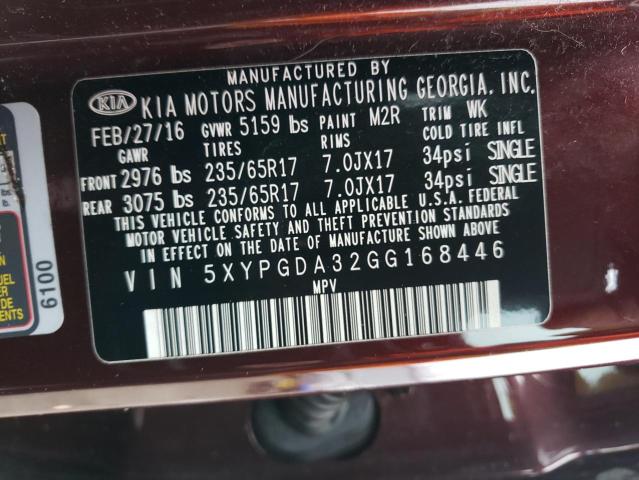 MANUFACTURED BY
KIA KIA MOTORS MANUFACTURING GEORGIA, INC.
FEB/27/16 GVWR 5159 lbs PAINT M2R TRIM WK
GAWR TIRES RIMS COLD TIRE INFL
FRONT 2976 lbs 235/65R17 7.0JX17 34psi SINGLE
REAR 3075 lbs 235/65R17 7.0JX17 34psi SINGLE
THIS VEHICLE CONFORMS TO ALL APPLICABLE U.S.A. FEDERAL
MOTOR VEHICLE SAFETY AND THEFT PREVENTION STANDARDS
IN EFFECT ON THE DATE OF MANUFACTURE SHOWN ABOVE
VIN 5XYPGDA32GG168446
MPV
6100